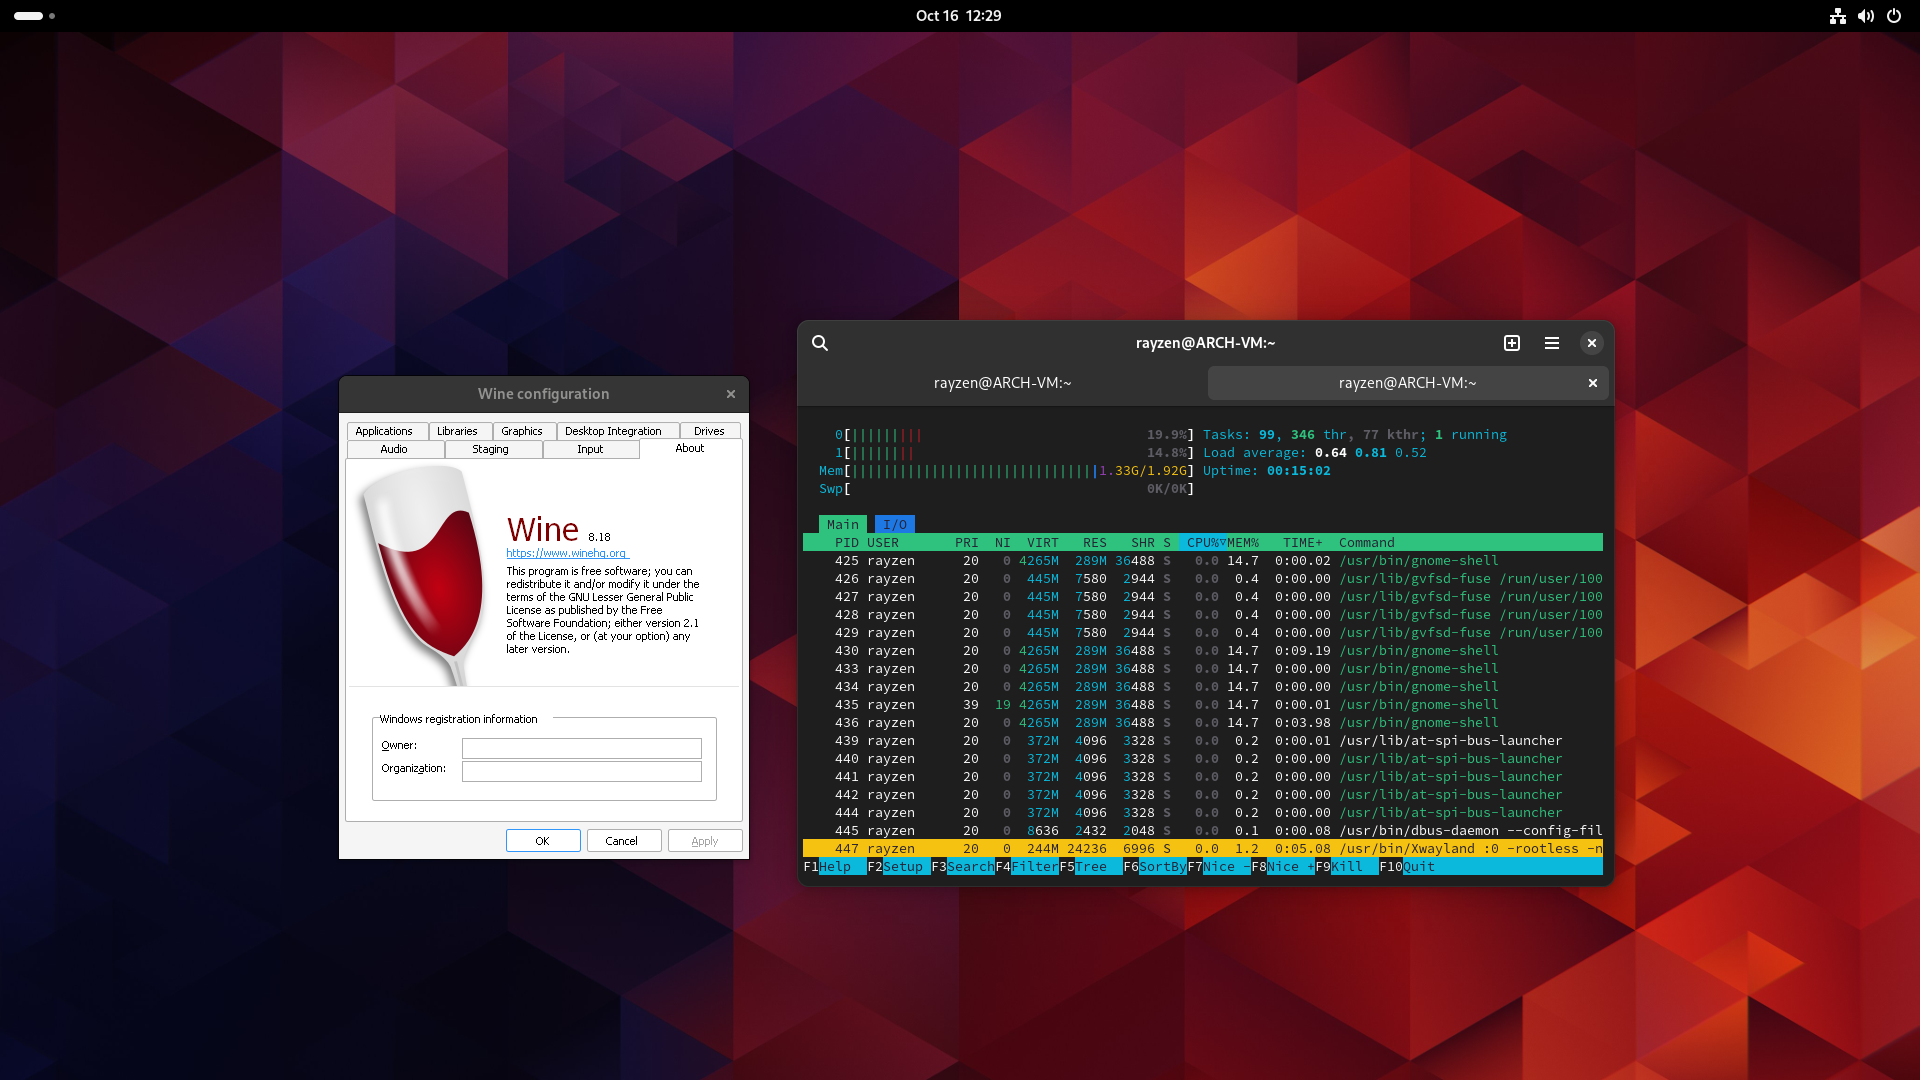 Oct 16 12:29
Wine configuration
Applications Libraries Graphics Desktop Integration Drives
Audio Staging Input About
Wine 8.18
https://www.winehq.org
This program is free software; you can
redistribute it and/or modify it under the
terms of the GNU Lesser General Public
License as published by the Free
Software Foundation; either version 2.1
of the License, or (at your option) any
later version.
Windows registration information
Owner:
Organization:
OK Cancel Apply
rayzen@ARCH-VM:~
rayzen@ARCH-VM:~ rayzen@ARCH-VM:~
0[||||||||| 19.9%] Tasks: 99, 346 thr, 77 kthr; 1 running
1[|||||||| 14.8%] Load average: 0.64 0.81 0.52
Mem[|||||||||||||||||||||||||||||||1.33G/1.92G] Uptime: 00:15:02
Swp[ 0K/0K]
Main I/O
PID USER PRI NI VIRT RES SHR S CPU%▽MEM% TIME+ Command
425 rayzen 20 0 4265M 289M 36488 S 0.0 14.7 0:00.02 /usr/bin/gnome-shell
426 rayzen 20 0 445M 7580 2944 S 0.0 0.4 0:00.00 /usr/lib/gvfsd-fuse /run/user/100
427 rayzen 20 0 445M 7580 2944 S 0.0 0.4 0:00.00 /usr/lib/gvfsd-fuse /run/user/100
428 rayzen 20 0 445M 7580 2944 S 0.0 0.4 0:00.00 /usr/lib/gvfsd-fuse /run/user/100
429 rayzen 20 0 445M 7580 2944 S 0.0 0.4 0:00.00 /usr/lib/gvfsd-fuse /run/user/100
430 rayzen 20 0 4265M 289M 36488 S 0.0 14.7 0:09.19 /usr/bin/gnome-shell
433 rayzen 20 0 4265M 289M 36488 S 0.0 14.7 0:00.00 /usr/bin/gnome-shell
434 rayzen 20 0 4265M 289M 36488 S 0.0 14.7 0:00.00 /usr/bin/gnome-shell
435 rayzen 39 19 4265M 289M 36488 S 0.0 14.7 0:00.01 /usr/bin/gnome-shell
436 rayzen 20 0 4265M 289M 36488 S 0.0 14.7 0:03.98 /usr/bin/gnome-shell
439 rayzen 20 0 372M 4096 3328 S 0.0 0.2 0:00.01 /usr/lib/at-spi-bus-launcher
440 rayzen 20 0 372M 4096 3328 S 0.0 0.2 0:00.00 /usr/lib/at-spi-bus-launcher
441 rayzen 20 0 372M 4096 3328 S 0.0 0.2 0:00.00 /usr/lib/at-spi-bus-launcher
442 rayzen 20 0 372M 4096 3328 S 0.0 0.2 0:00.00 /usr/lib/at-spi-bus-launcher
444 rayzen 20 0 372M 4096 3328 S 0.0 0.2 0:00.00 /usr/lib/at-spi-bus-launcher
445 rayzen 20 0 8636 2432 2048 S 0.0 0.1 0:00.08 /usr/bin/dbus-daemon --config-fil
447 rayzen 20 0 244M 24236 6996 S 0.0 1.2 0:05.08 /usr/bin/Xwayland :0 -rootless -n
F1Help F2Setup F3SearchF4FilterF5Tree F6SortByF7Nice -F8Nice +F9Kill F10Quit